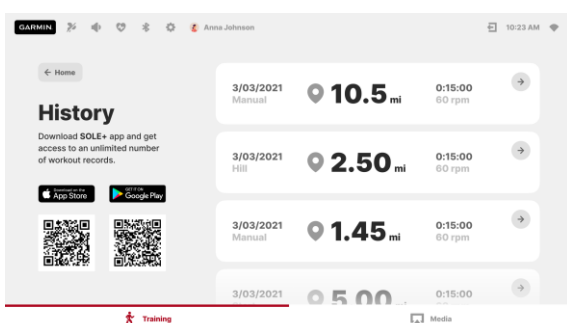 GARMIN
Anna Johnson
10:23 AM
← Home
History
Download SOLE+ app and get
access to an unlimited number
of workout records.
Download on the
App Store
GET IT ON
Google Play
3/03/2021
Manual
10.5 mi
0:15:00
60 rpm
3/03/2021
Hill
2.50 mi
0:15:00
60 rpm
3/03/2021
Manual
1.45 mi
0:15:00
60 rpm
3/03/2021
5.00
0:15:00
Training
Media